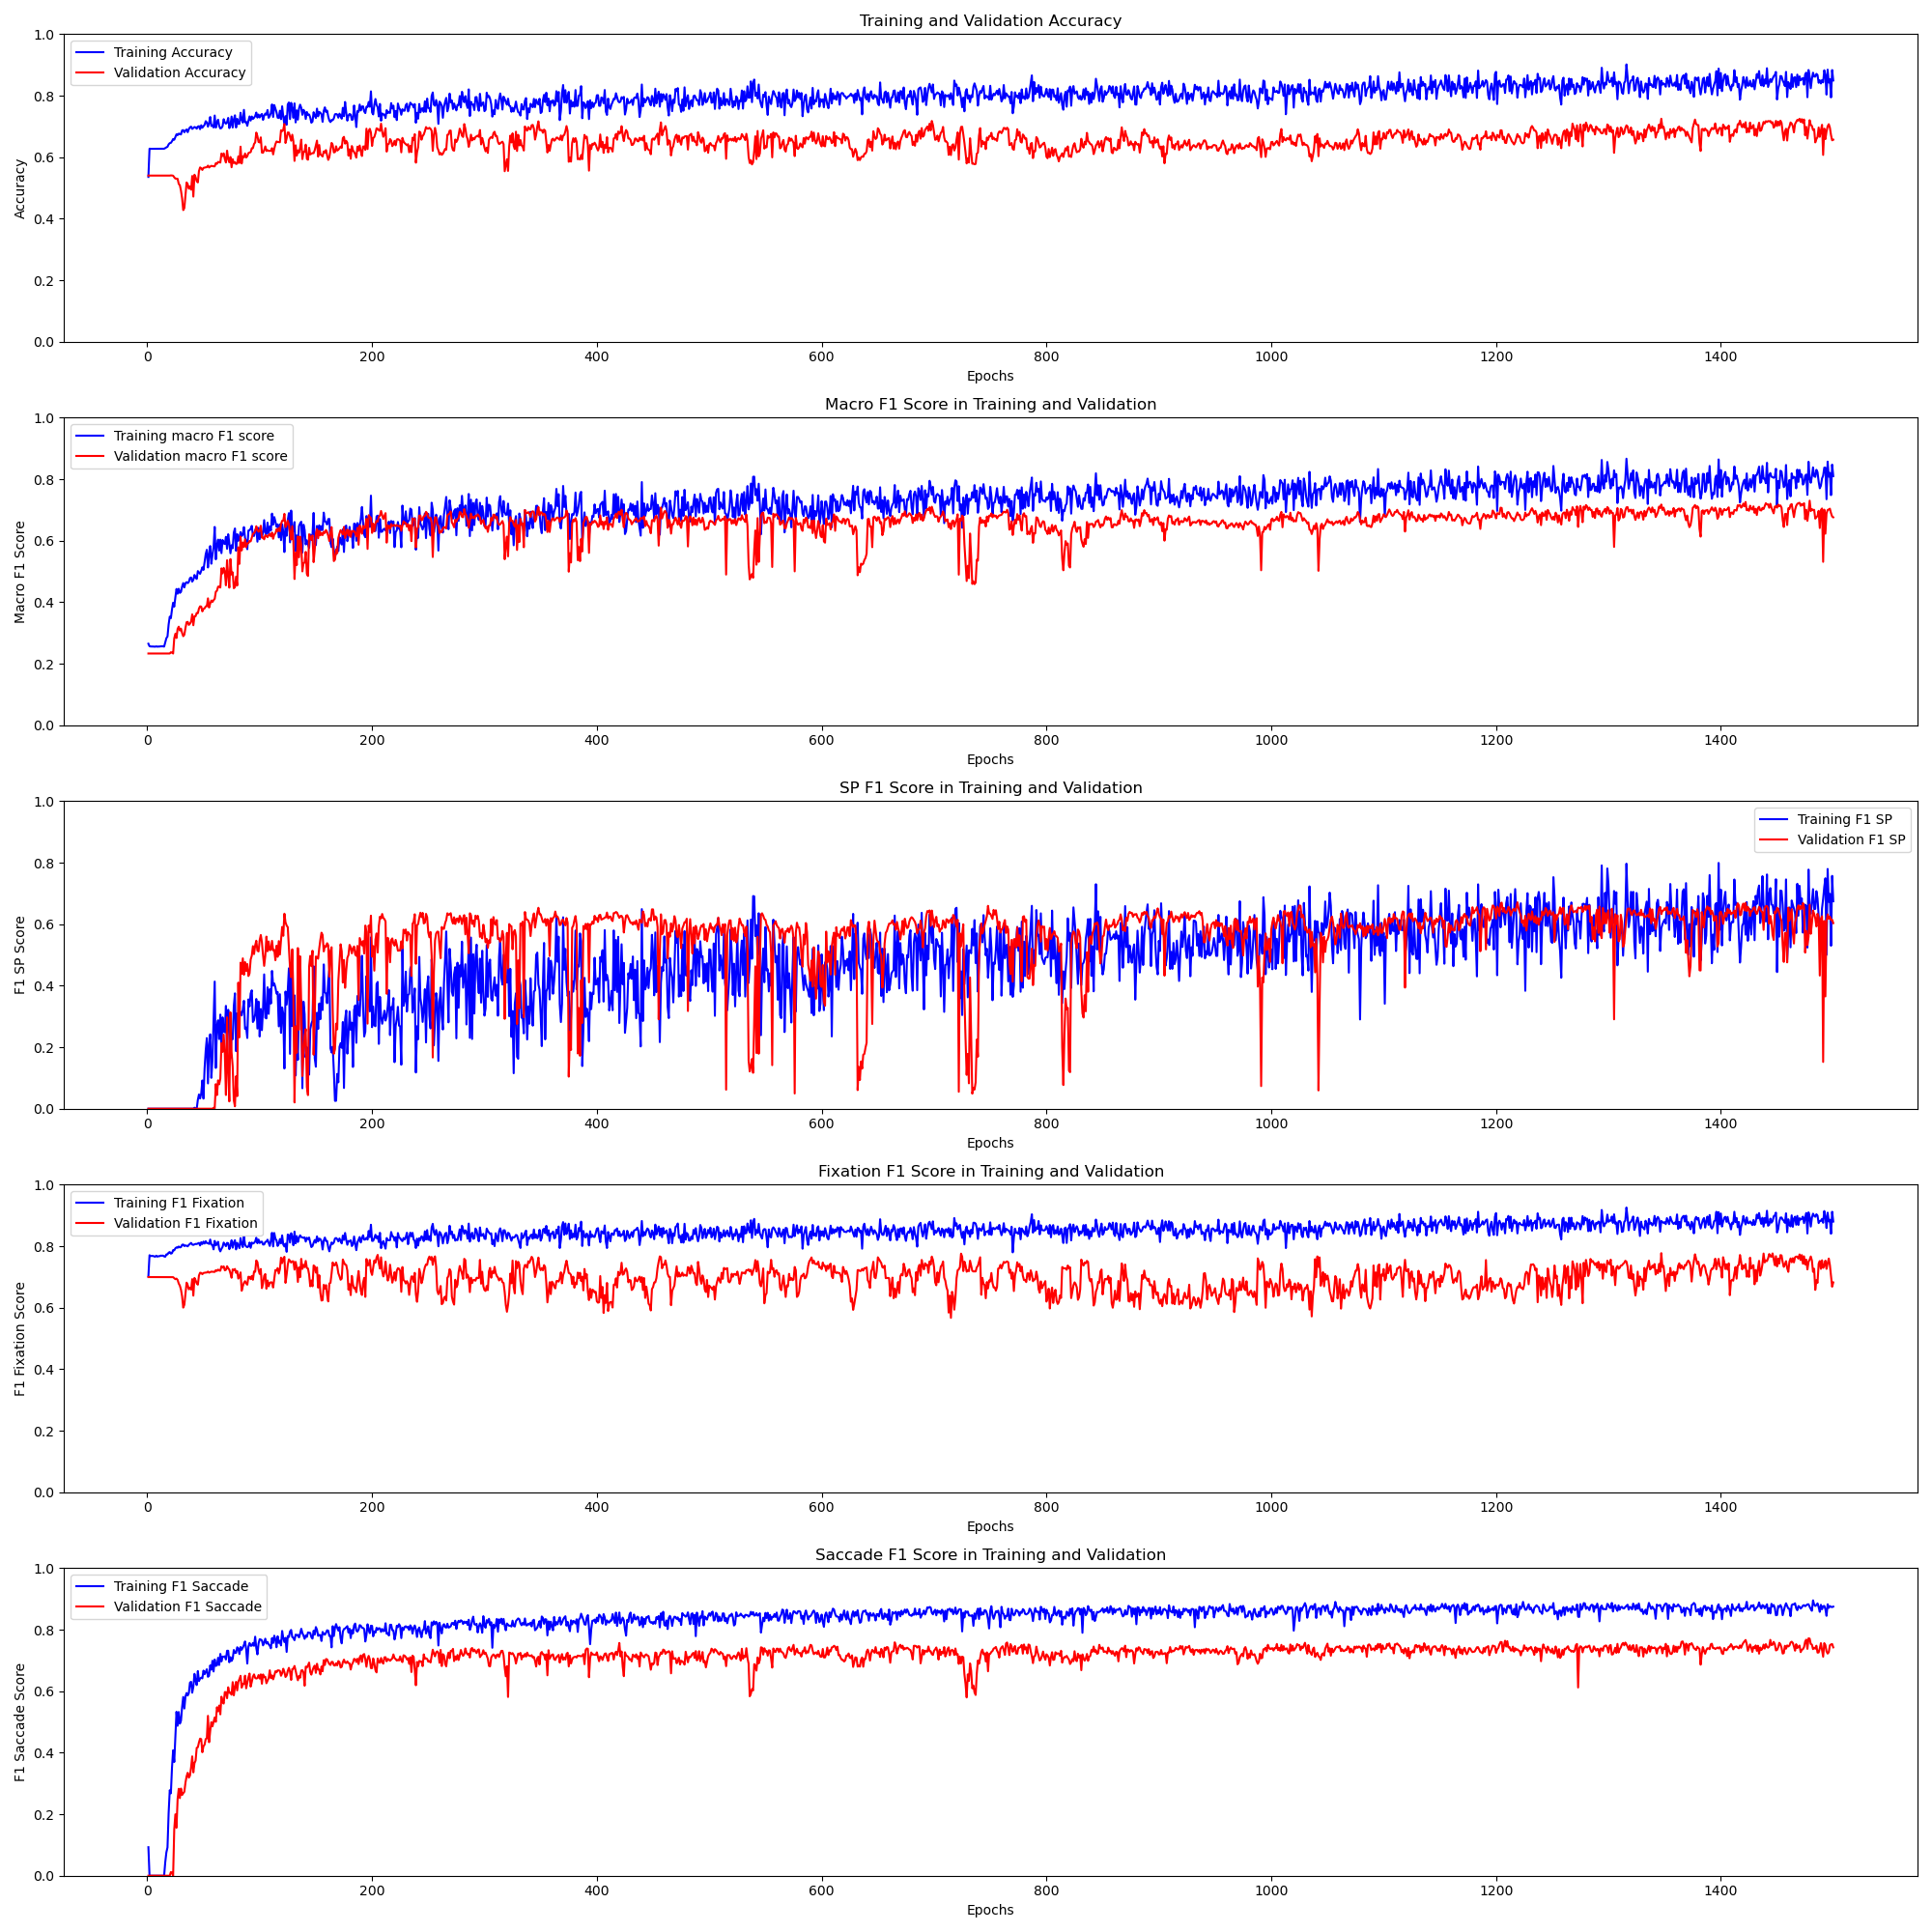 Training and Validation Accuracy
1.0
Training Accuracy
Validation Accuracy
0.8
0.6
Accuracy
0.4
0.2
0.0
0 200 400 600 800 1000 1200 1400
Epochs
Macro F1 Score in Training and Validation
1.0
Training macro F1 score
Validation macro F1 score
0.8
0.6
Macro F1 Score
0.4
0.2
0.0
0 200 400 600 800 1000 1200 1400
Epochs
SP F1 Score in Training and Validation
1.0
Training F1 SP
Validation F1 SP
0.8
0.6
F1 SP Score
0.4
0.2
0.0
0 200 400 600 800 1000 1200 1400
Epochs
Fixation F1 Score in Training and Validation
1.0
Training F1 Fixation
Validation F1 Fixation
0.8
0.6
F1 Fixation Score
0.4
0.2
0.0
0 200 400 600 800 1000 1200 1400
Epochs
Saccade F1 Score in Training and Validation
1.0
Training F1 Saccade
Validation F1 Saccade
0.8
0.6
F1 Saccade Score
0.4
0.2
0.0
0 200 400 600 800 1000 1200 1400
Epochs